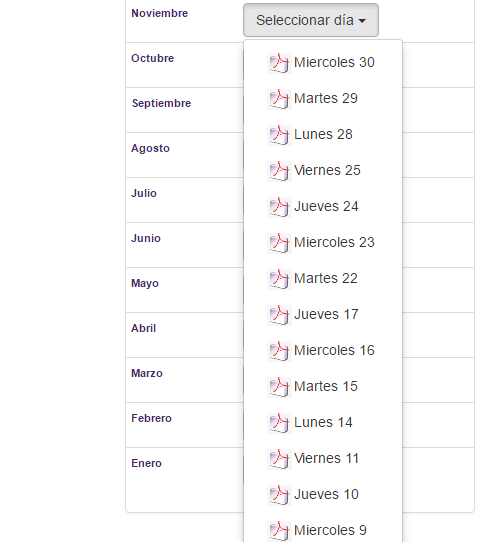 Noviembre
Seleccionar día
Octubre
Septiembre
Agosto
Julio
Junio
Mayo
Abril
Marzo
Febrero
Enero
Miercoles 30
Martes 29
Lunes 28
Viernes 25
Jueves 24
Miercoles 23
Martes 22
Jueves 17
Miercoles 16
Martes 15
Lunes 14
Viernes 11
Jueves 10
Miercoles 9